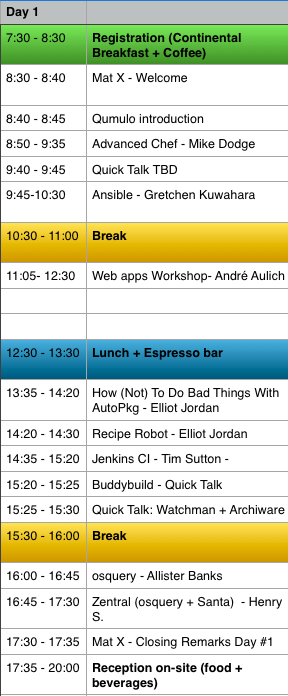 Day 1
7:30 - 8:30 Registration (Continental
Breakfast + Coffee)
8:30 - 8:40 Mat X - Welcome
8:40 - 8:45 Qumulo introduction
8:50 - 9:35 Advanced Chef - Mike Dodge
9:40 - 9:45 Quick Talk TBD
9:45-10:30 Ansible - Gretchen Kuwahara
10:30 - 11:00 Break
11:05- 12:30 Web apps Workshop- André Aulich
12:30 - 13:30 Lunch + Espresso bar
13:35 - 14:20 How (Not) To Do Bad Things With
AutoPkg - Elliot Jordan
14:20 - 14:30 Recipe Robot - Elliot Jordan
14:35 - 15:20 Jenkins CI - Tim Sutton -
15:20 - 15:25 Buddybuild - Quick Talk
15:25 - 15:30 Quick Talk: Watchman + Archiware
15:30 - 16:00 Break
16:00 - 16:45 osquery - Allister Banks
16:45 - 17:30 Zentral (osquery + Santa) - Henry
S.
17:30 - 17:35 Mat X - Closing Remarks Day #1
17:35 - 20:00 Reception on-site (food +
beverages)